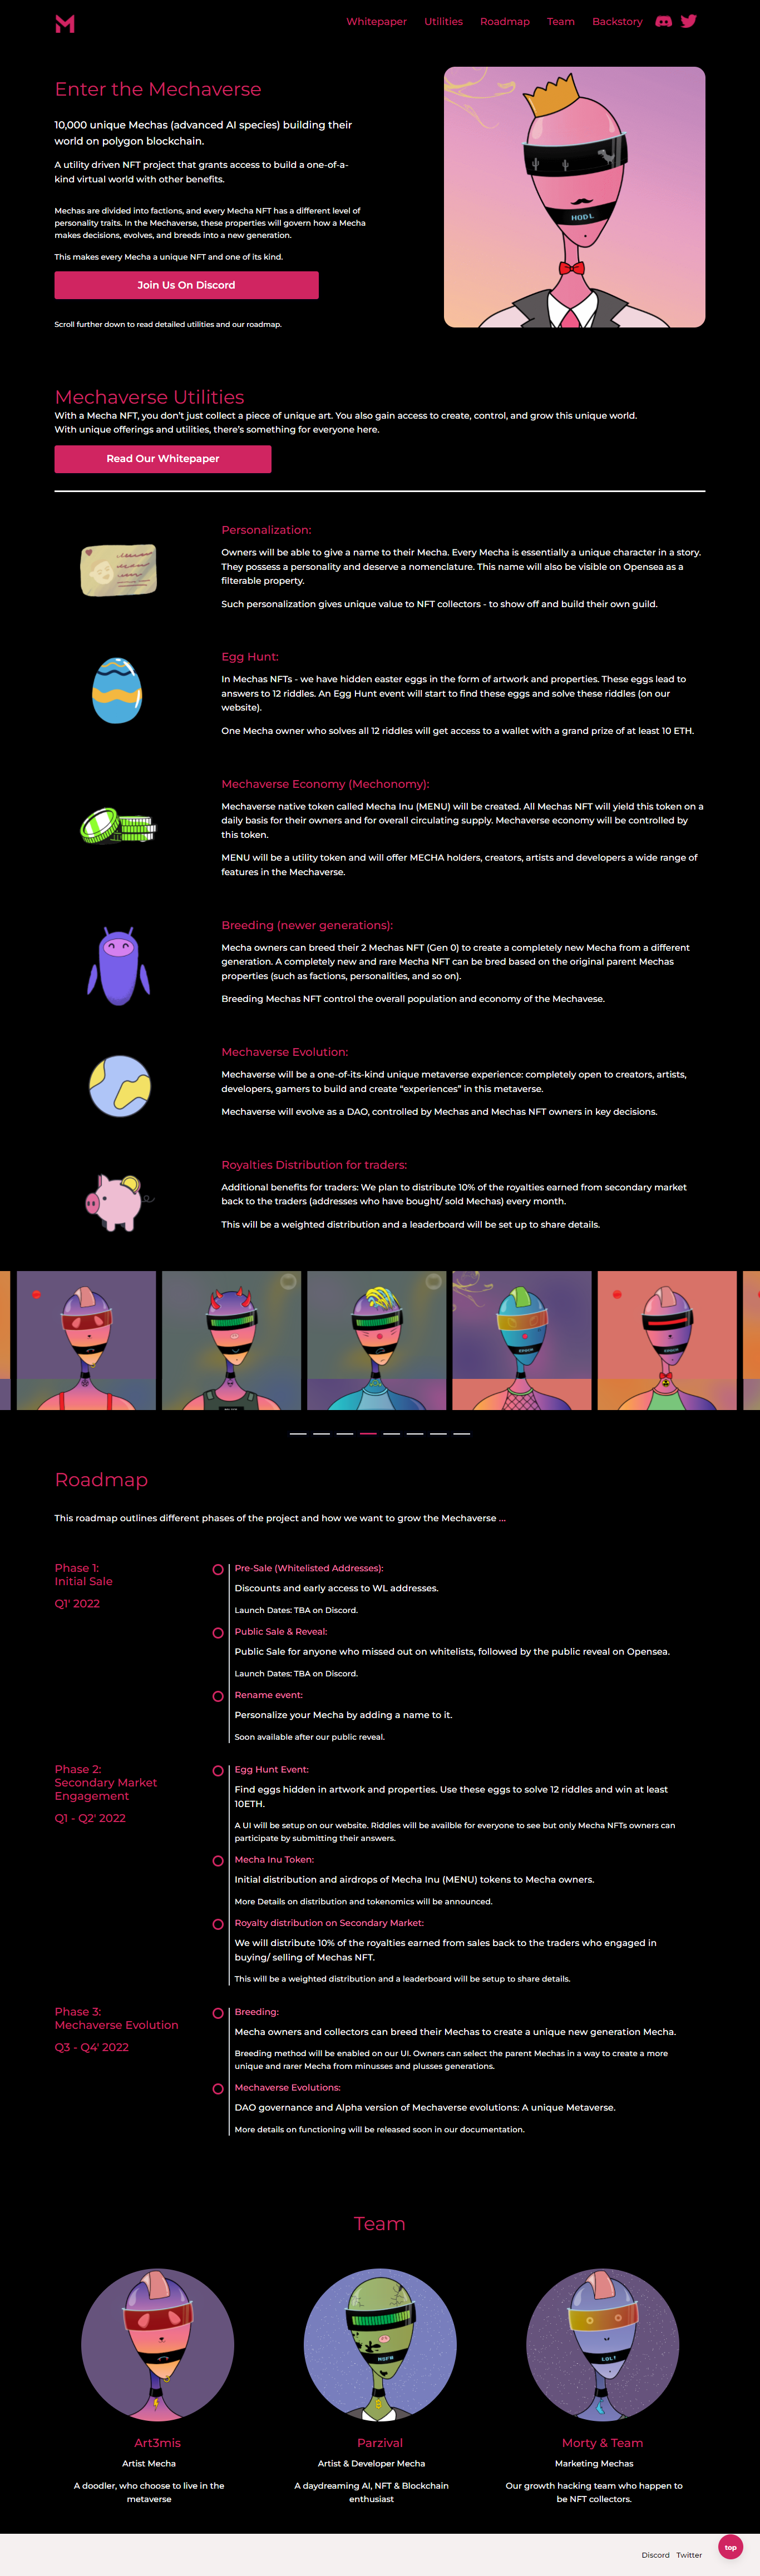 Whitepaper Utilities Roadmap Team Backstory
Enter the Mechaverse
10,000 unique Mechas (advanced AI species) building their
world on polygon blockchain.
A utility driven NFT project that grants access to build a one-of-a-
kind virtual world with other benefits.
Mechas are divided into factions, and every Mecha NFT has a different level of
personality traits. In the Mechaverse, these properties will govern how a Mecha
makes decisions, evolves, and breeds into a new generation.
This makes every Mecha a unique NFT and one of its kind.
Join Us On Discord
Scroll further down to read detailed utilities and our roadmap.
HODL
Mechaverse Utilities
With a Mecha NFT, you don't just collect a piece of unique art. You also gain access to create, control, and grow this unique world.
With unique offerings and utilities, there's something for everyone here.
Read Our Whitepaper
Personalization:
Owners will be able to give a name to their Mecha. Every Mecha is essentially a unique character in a story.
They possess a personality and deserve a nomenclature. This name will also be visible on Opensea as a
filterable property.
Such personalization gives unique value to NFT collectors - to show off and build their own guild.
Egg Hunt:
In Mechas NFTs - we have hidden easter eggs in the form of artwork and properties. These eggs lead to
answers to 12 riddles. An Egg Hunt event will start to find these eggs and solve these riddles (on our
website).
One Mecha owner who solves all 12 riddles will get access to a wallet with a grand prize of at least 10 ETH.
Mechaverse Economy (Mechonomy):
Mechaverse native token called Mecha Inu (MENU) will be created. All Mechas NFT will yield this token on a
daily basis for their owners and for overall circulating supply. Mechaverse economy will be controlled by
this token.
MENU will be a utility token and will offer MECHA holders, creators, artists and developers a wide range of
features in the Mechaverse.
Breeding (newer generations):
Mecha owners can breed their 2 Mechas NFT (Gen 0) to create a completely new Mecha from a different
generation. A completely new and rare Mecha NFT can be bred based on the original parent Mechas
properties (such as factions, personalities, and so on).
Breeding Mechas NFT control the overall population and economy of the Mechavese.
Mechaverse Evolution:
Mechaverse will be a one-of-its-kind unique metaverse experience: completely open to creators, artists,
developers, gamers to build and create “experiences” in this metaverse.
Mechaverse will evolve as a DAO, controlled by Mechas and Mechas NFT owners in key decisions.
Royalties Distribution for traders:
Additional benefits for traders: We plan to distribute 10% of the royalties earned from secondary market
back to the traders (addresses who have bought/ sold Mechas) every month.
This will be a weighted distribution and a leaderboard will be set up to share details.
Roadmap
This roadmap outlines different phases of the project and how we want to grow the Mechaverse ...
Phase 1:
Initial Sale
Q1' 2022
Pre-Sale (Whitelisted Addresses):
Discounts and early access to WL addresses.
Launch Dates: TBA on Discord.
Public Sale & Reveal:
Public Sale for anyone who missed out on whitelists, followed by the public reveal on Opensea.
Launch Dates: TBA on Discord.
Rename event:
Personalize your Mecha by adding a name to it.
Soon available after our public reveal.
Phase 2:
Secondary Market
Engagement
Q1 - Q2' 2022
Egg Hunt Event:
Find eggs hidden in artwork and properties. Use these eggs to solve 12 riddles and win at least
10ETH.
A UI will be setup on our website. Riddles will be availble for everyone to see but only Mecha NFTs owners can
participate by submitting their answers.
Mecha Inu Token:
Initial distribution and airdrops of Mecha Inu (MENU) tokens to Mecha owners.
More Details on distribution and tokenomics will be announced.
Royalty distribution on Secondary Market:
We will distribute 10% of the royalties earned from sales back to the traders who engaged in
buying/ selling of Mechas NFT.
This will be a weighted distribution and a leaderboard will be setup to share details.
Phase 3:
Mechaverse Evolution
Q3 - Q4' 2022
Breeding:
Mecha owners and collectors can breed their Mechas to create a unique new generation Mecha.
Breeding method will be enabled on our UI. Owners can select the parent Mechas in a way to create a more
unique and rarer Mecha from minusses and plusses generations.
Mechaverse Evolutions:
DAO governance and Alpha version of Mechaverse evolutions: A unique Metaverse.
More details on functioning will be released soon in our documentation.
Team
Art3mis
Artist Mecha
A doodler, who choose to live in the
metaverse
NSFW
Parzival
Artist & Developer Mecha
A daydreaming AI, NFT & Blockchain
enthusiast
LOL!
Morty & Team
Marketing Mechas
Our growth hacking team who happen to
be NFT collectors.
Discord Twitter
top